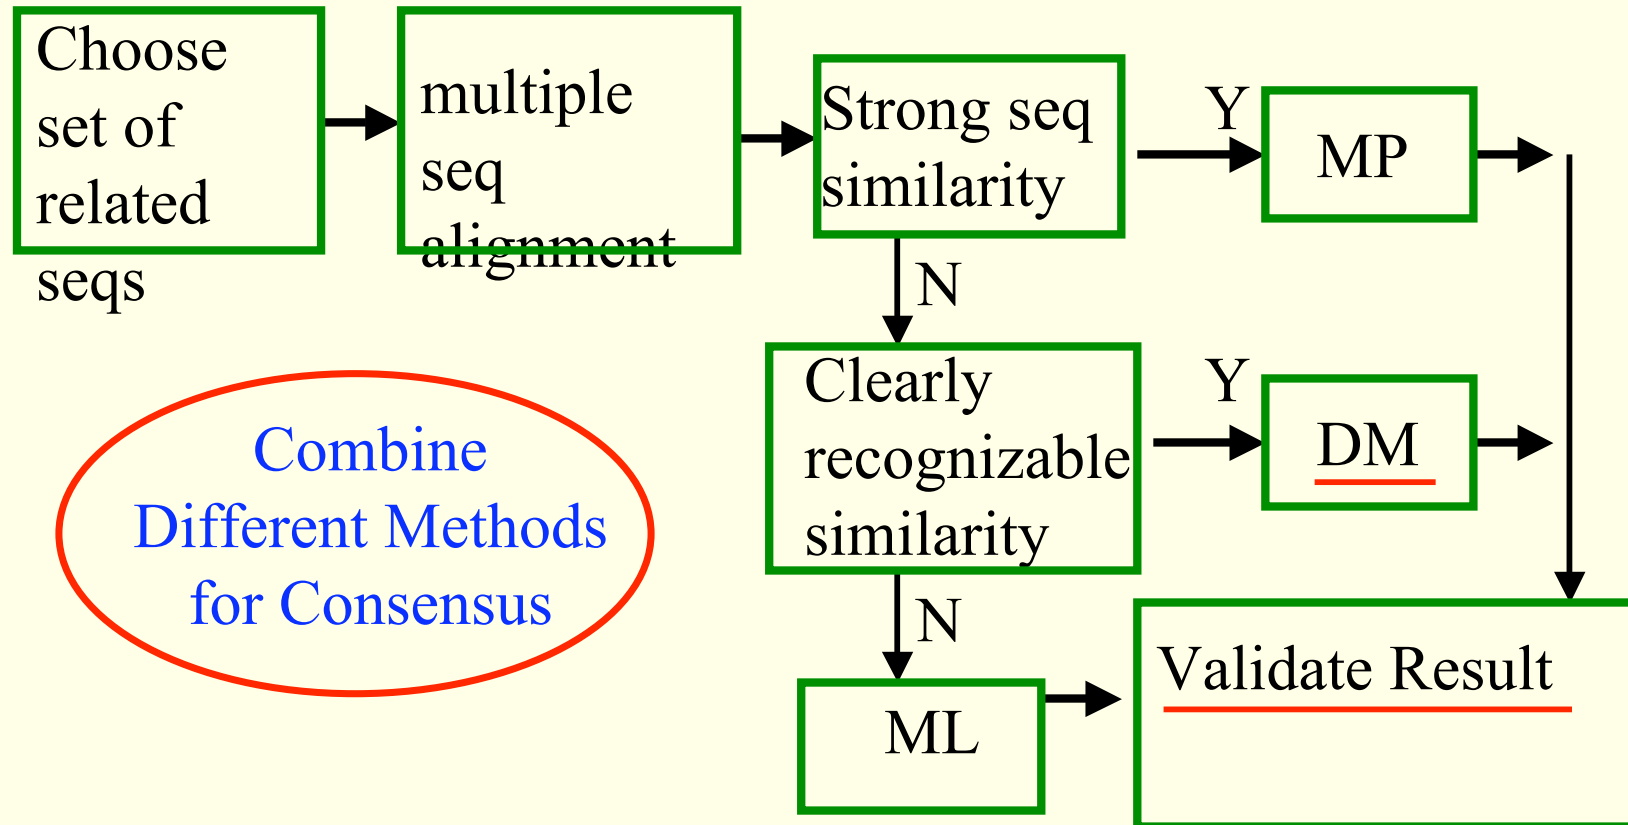 Choose
set of
related
seqs
multiple
seq
alignment
Strong seq
similarity
Y
MP
N
Clearly
recognizable
similarity
Y
DM
N
ML
Validate Result
Combine
Different Methods
for Consensus